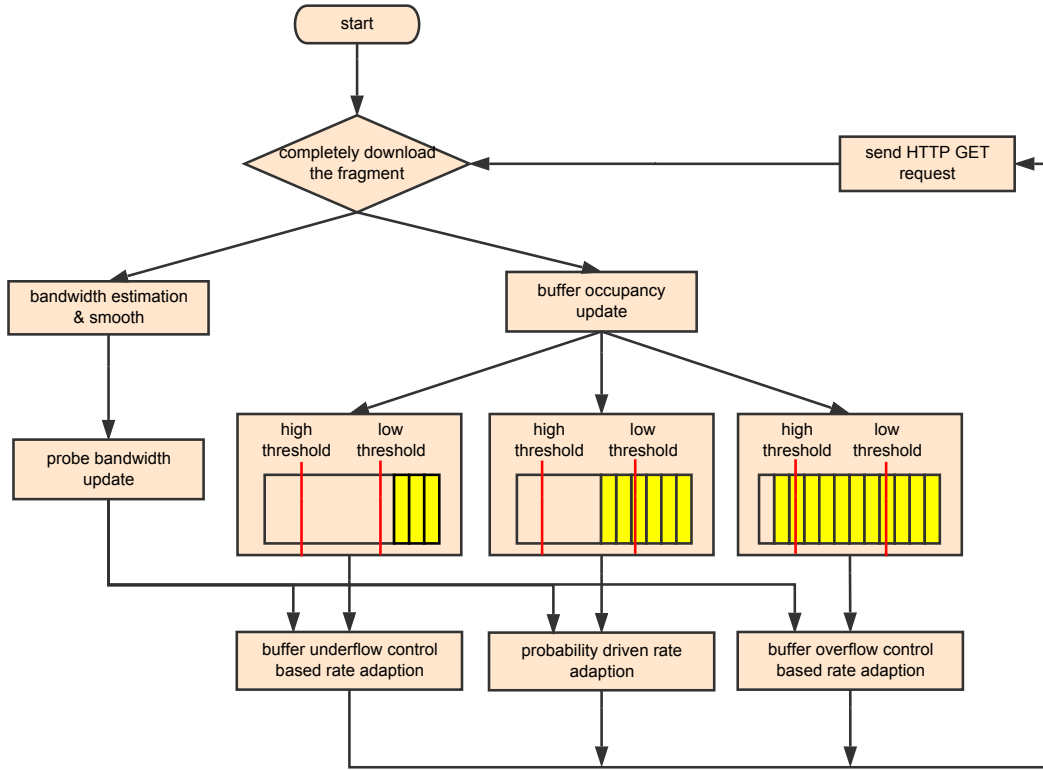 start
completely download
the fragment
send HTTP GET
request
bandwidth estimation
& smooth
buffer occupancy
update
probe bandwidth
update
high
threshold
low
threshold
high
threshold
low
threshold
high
threshold
low
threshold
buffer underflow control
based rate adaption
probability driven rate
adaption
buffer overflow control
based rate adaption